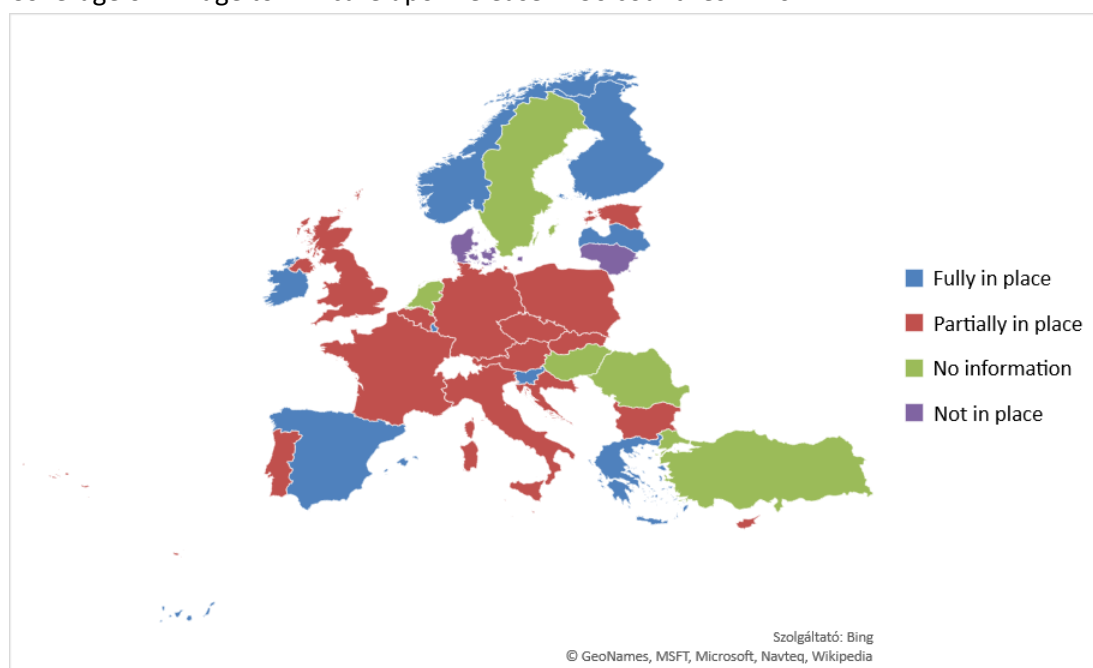 Fully in place
Partially in place
No information
Not in place
Szolgáltató: Bing
© GeoNames, MSFT, Microsoft, Navteq, Wikipedia